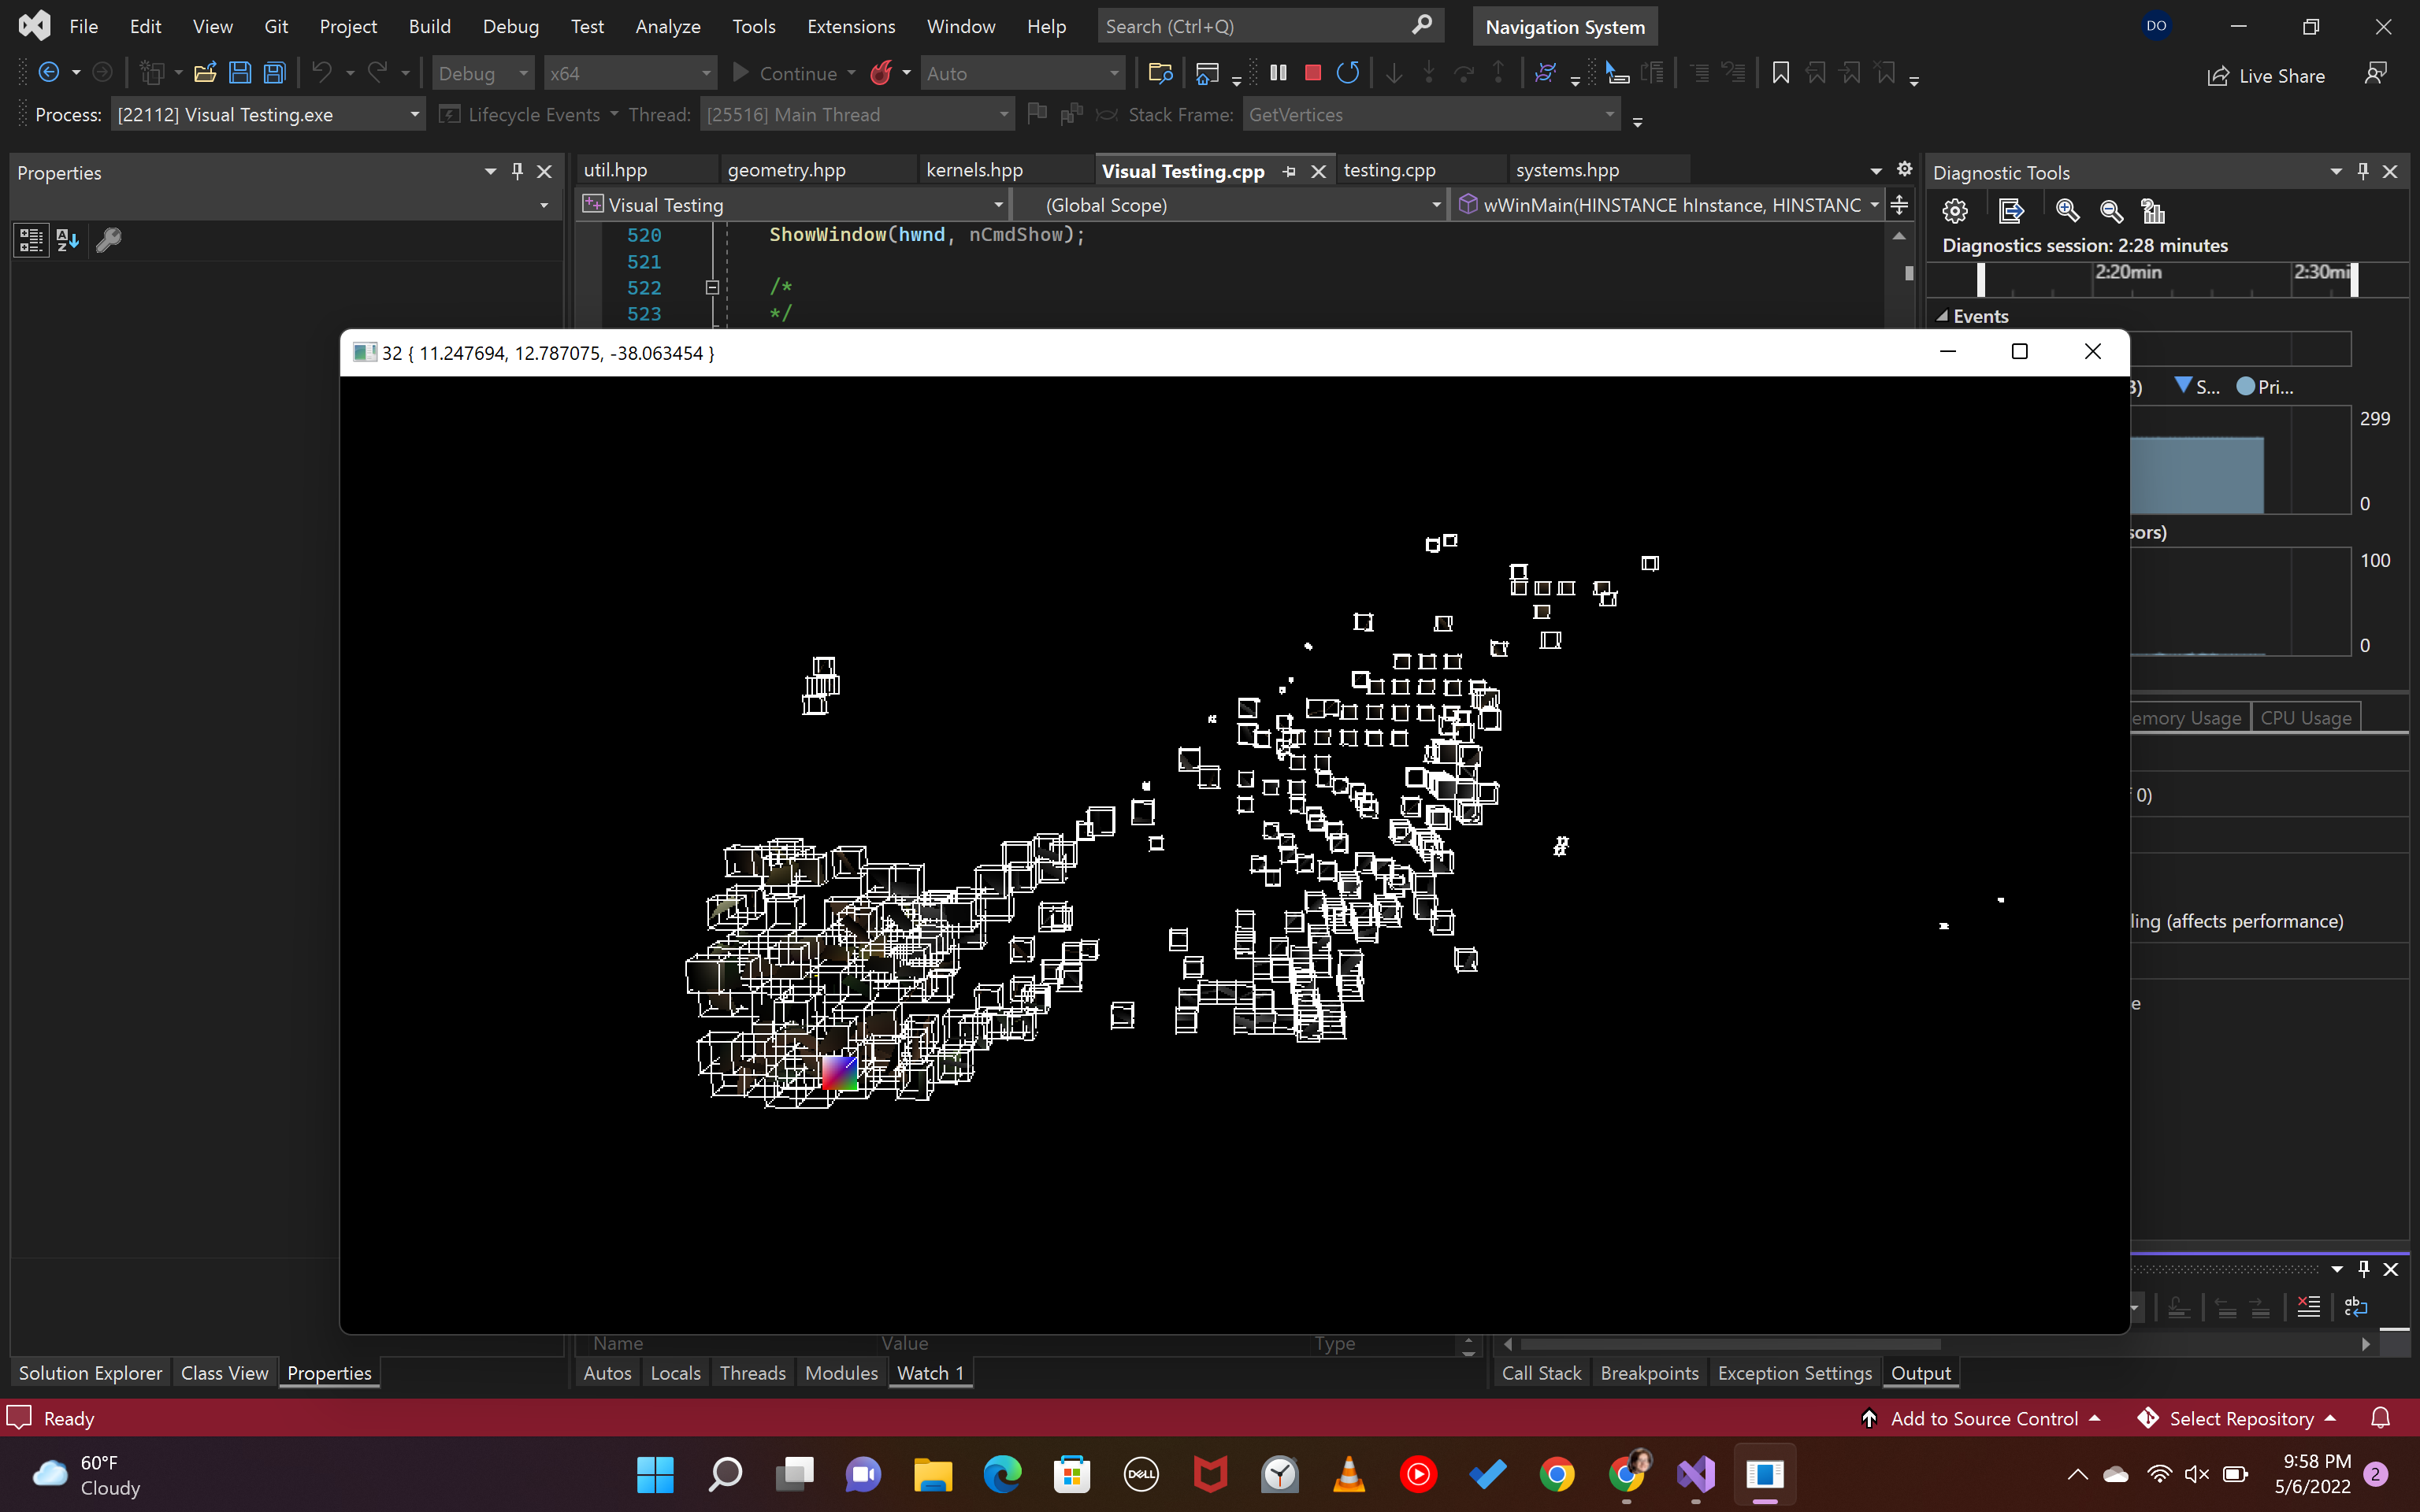 File Edit View Git Project Build Debug Test Analyze Tools Extensions Window Help Search (Ctrl+Q) Navigation System DO
Debug x64 Continue Auto Live Share
Process: [22112] Visual Testing.exe Lifecycle Events Thread: [25516] Main Thread Stack Frame: GetVertices
Properties
util.hpp geometry.hpp kernels.hpp Visual Testing.cpp testing.cpp systems.hpp
Diagnostic Tools
Visual Testing (Global Scope) wWinMain(HINSTANCE hInstance, HINSTANC
520 ShowWindow(hwnd, nCmdShow);
521
522 /*
523 */
Diagnostics session: 2:28 minutes
2:20min 2:30mi
Events
32 { 11.247694, 12.787075, -38.063454 }
S... Pri...
299
0
sors)
100
0
emory Usage CPU Usage
0)
ling (affects performance)
e
Name Value Type
Solution Explorer Class View Properties Autos Locals Threads Modules Watch 1 Call Stack Breakpoints Exception Settings Output
Ready Add to Source Control Select Repository
60°F
Cloudy
DELL
9:58 PM
5/6/2022
2